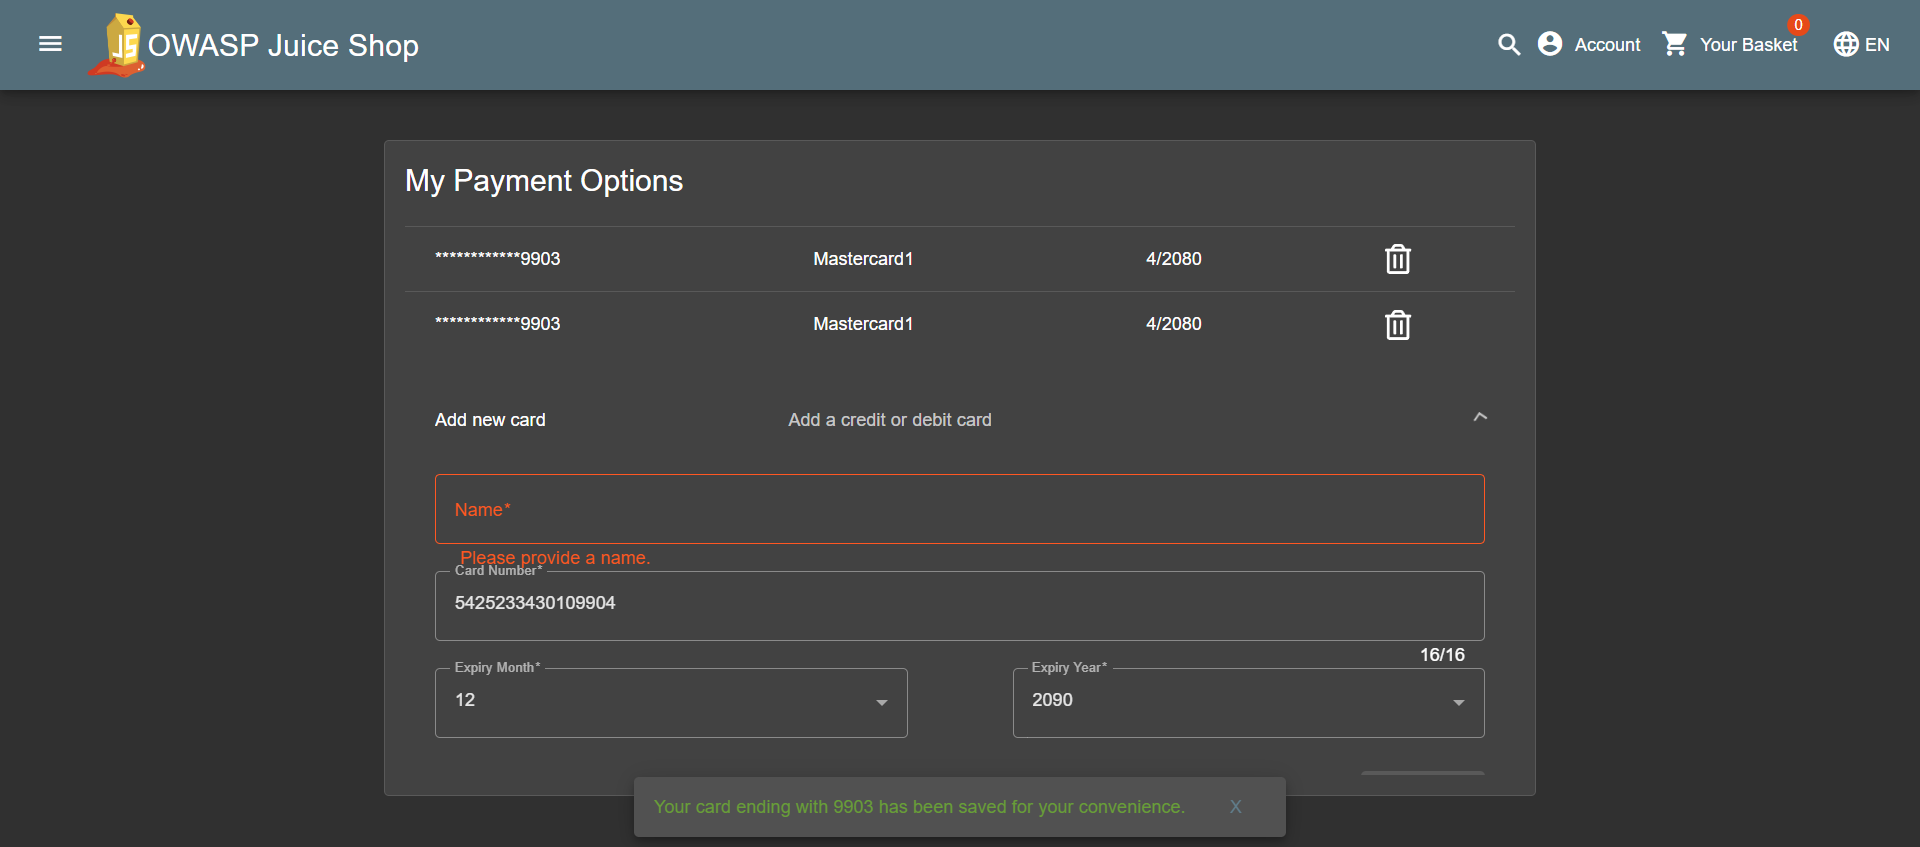 JS OWASP Juice Shop Account Your Basket 0 EN
My Payment Options
************9903 Mastercard1 4/2080
************9903 Mastercard1 4/2080
Add new card Add a credit or debit card
Name*
Please provide a name.
Card Number*
5425233430109904
16/16
Expiry Month* Expiry Year*
12 2090
Your card ending with 9903 has been saved for your convenience. X